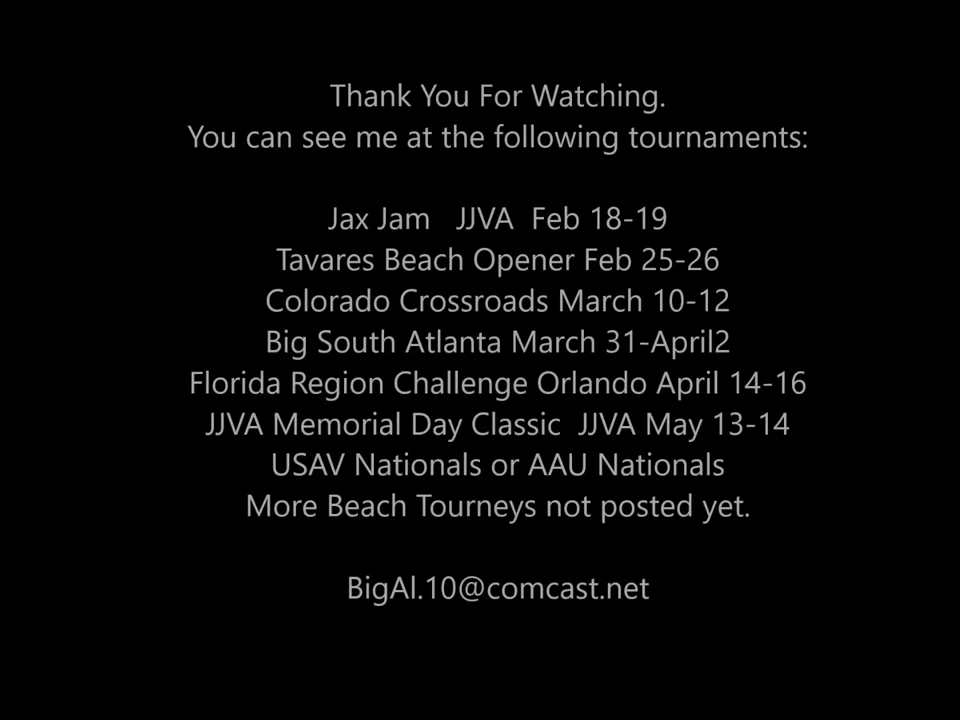 Thank You For Watching.
You can see me at the following tournaments:
Jax Jam   JJVA  Feb 18-19
Tavares Beach Opener Feb 25-26
Colorado Crossroads March 10-12
Big South Atlanta March 31-April2
Florida Region Challenge Orlando April 14-16
JJVA Memorial Day Classic  JJVA May 13-14
USAV Nationals or AAU Nationals
More Beach Tourneys not posted yet.
BigAl.10@comcast.net